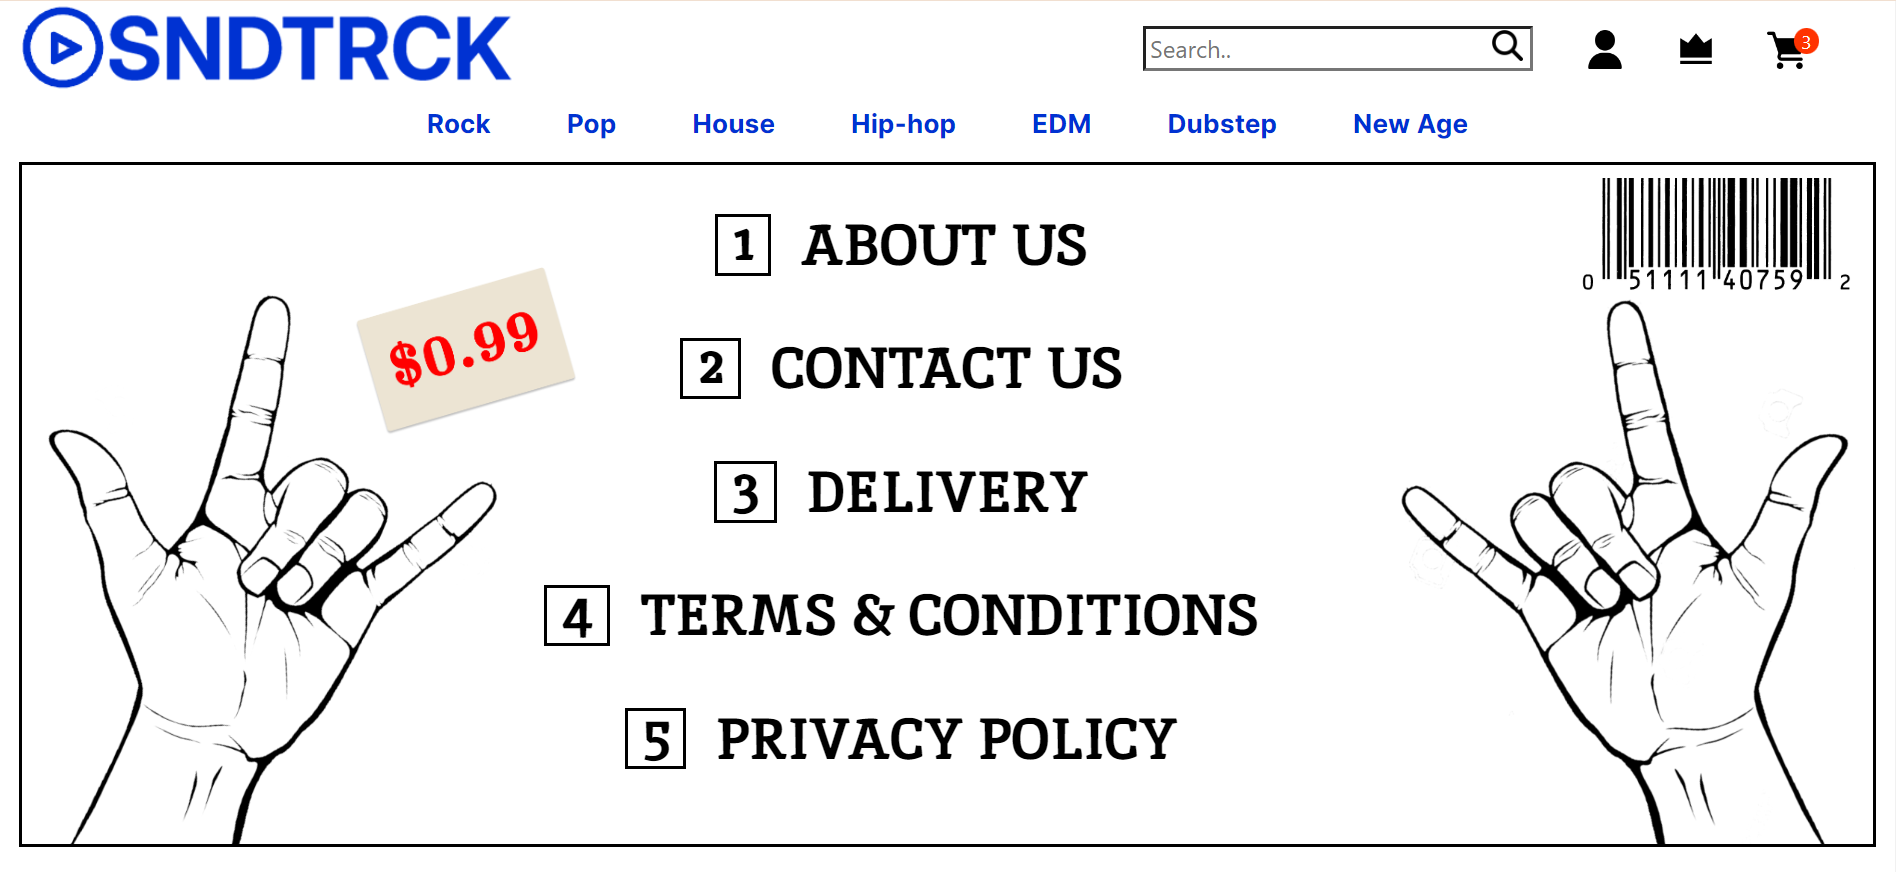 SNDTRCK
Search..
3
Rock Pop House Hip-hop EDM Dubstep New Age
1 ABOUT US
0 51111 40759 2
$0.99
2 CONTACT US
3 DELIVERY
4 TERMS & CONDITIONS
5 PRIVACY POLICY